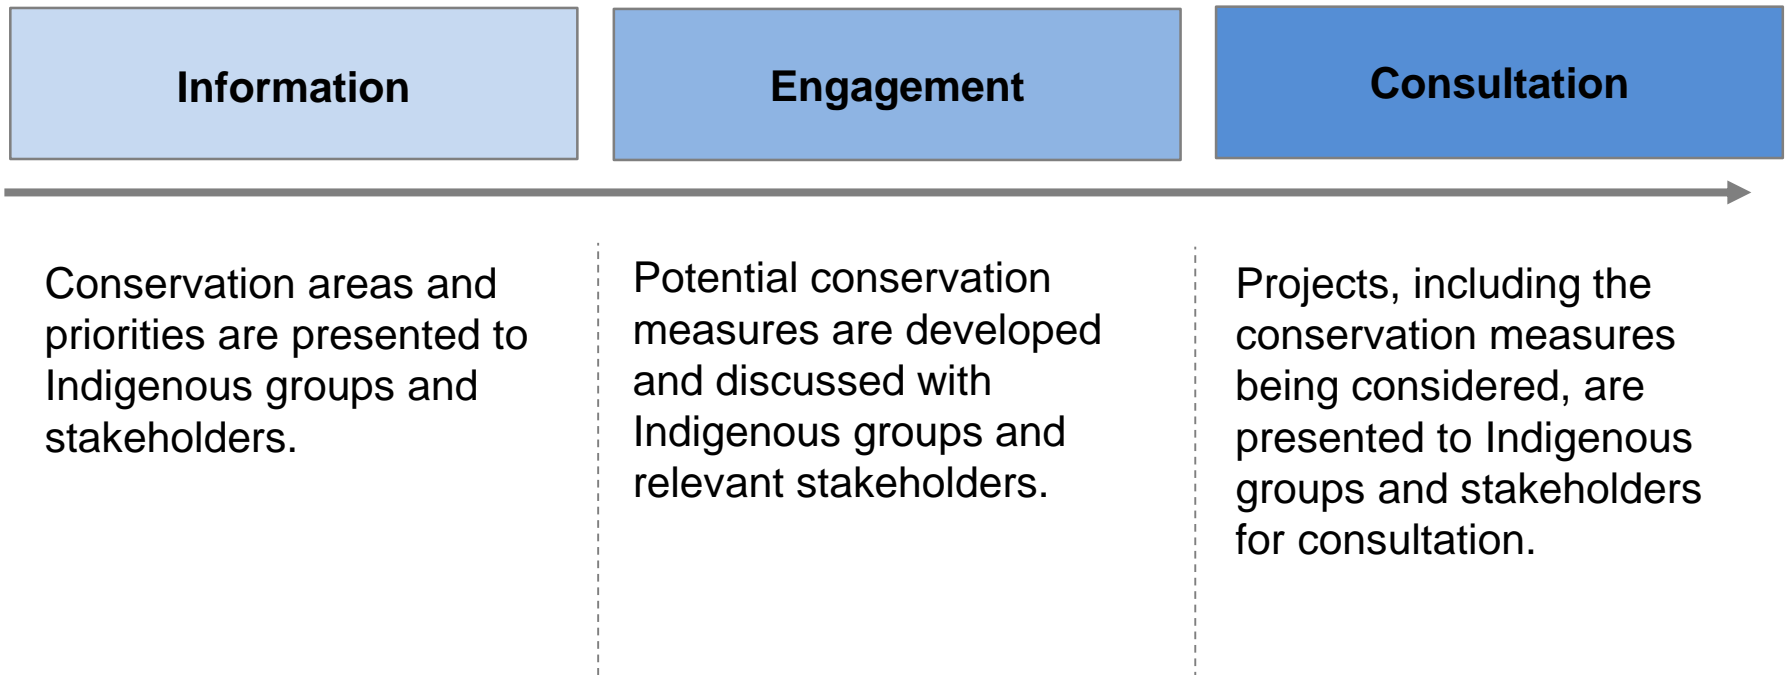 Information
Engagement
Consultation
Conservation areas and
priorities are presented to
Indigenous groups and
stakeholders.
Potential conservation
measures are developed
and discussed with
Indigenous groups and
relevant stakeholders.
Projects, including the
conservation measures
being considered, are
presented to Indigenous
groups and stakeholders
for consultation.